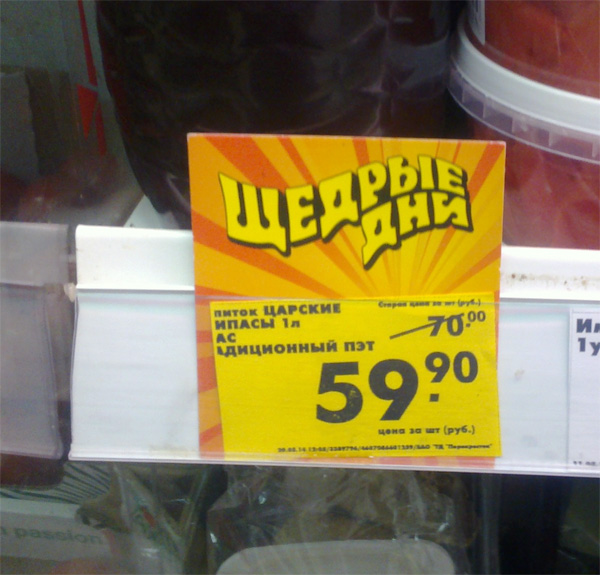 ЩЕДРЫЕ
ДНИ
питок ЦАРСКИЕ
ИПАСЫ 1л
АС
АДИЦИОННЫЙ ПЭТ
Старая цена за шт (руб.)
70.00
59.90
цена за шт (руб.)
Ил
1у
n passion